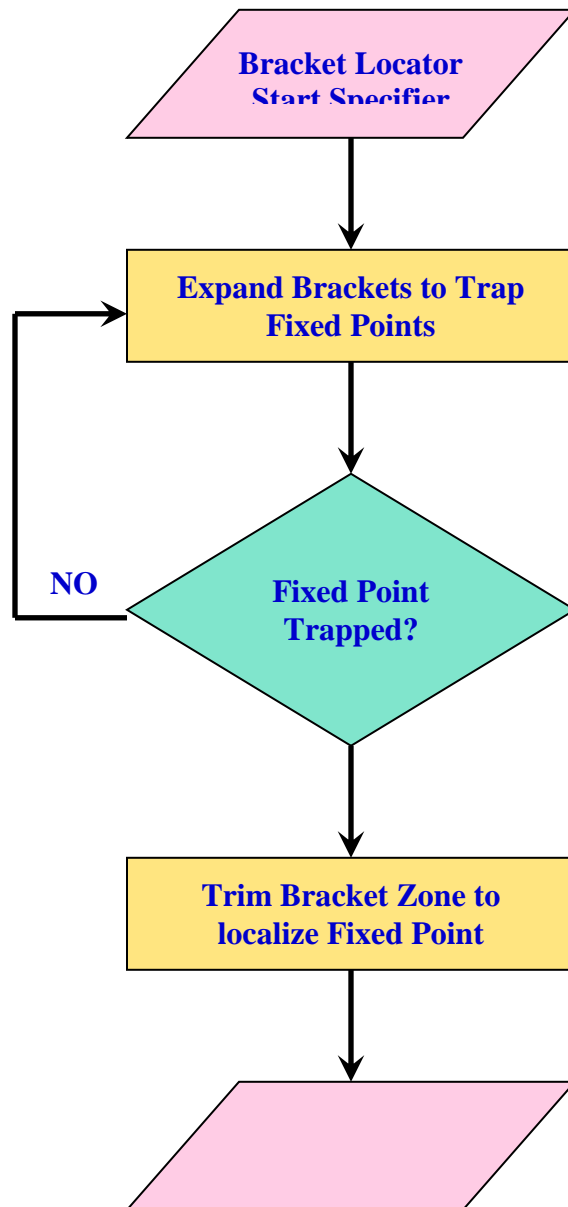 Bracket Locator
Start Specifier
Expand Brackets to Trap
Fixed Points
NO
Fixed Point
Trapped?
Trim Bracket Zone to
localize Fixed Point